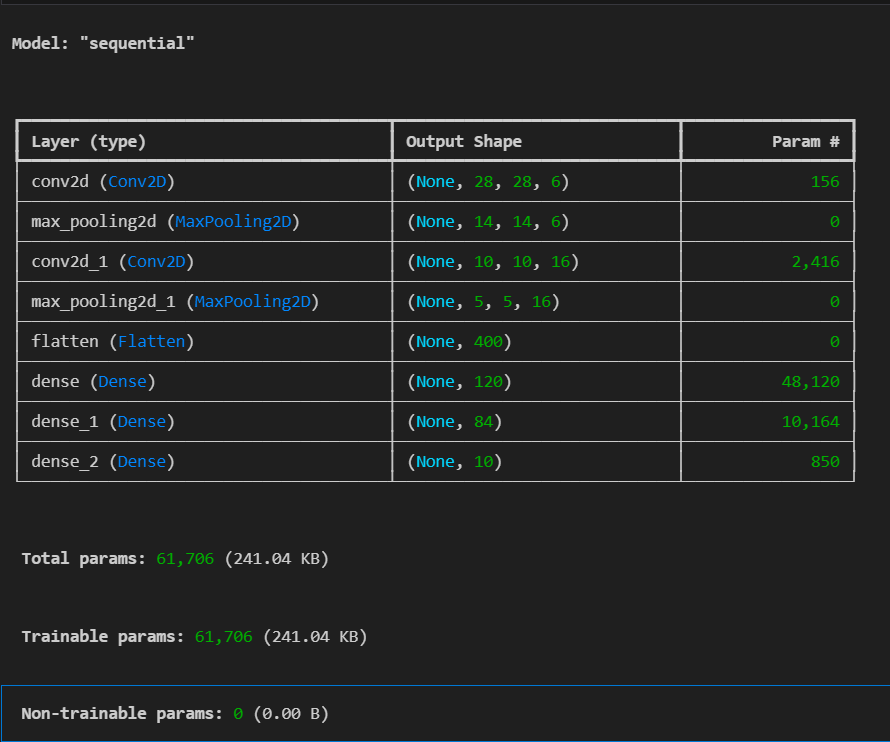 Model: "sequential"
Layer (type) Output Shape Param #
conv2d (Conv2D) (None, 28, 28, 6) 156
max_pooling2d (MaxPooling2D) (None, 14, 14, 6) 0
conv2d_1 (Conv2D) (None, 10, 10, 16) 2,416
max_pooling2d_1 (MaxPooling2D) (None, 5, 5, 16) 0
flatten (Flatten) (None, 400) 0
dense (Dense) (None, 120) 48,120
dense_1 (Dense) (None, 84) 10,164
dense_2 (Dense) (None, 10) 850
Total params: 61,706 (241.04 KB)
Trainable params: 61,706 (241.04 KB)
Non-trainable params: 0 (0.00 B)